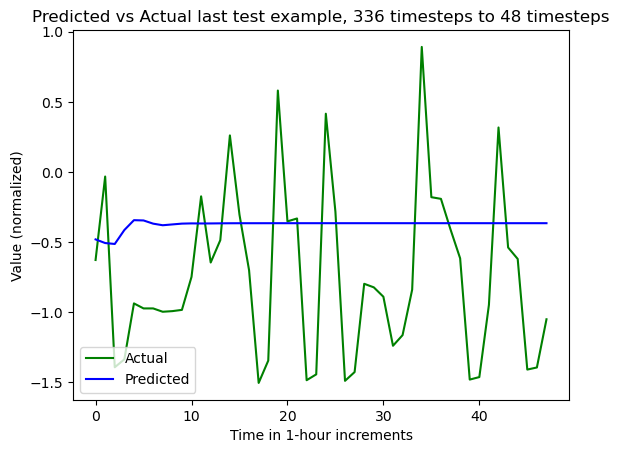 Predicted vs Actual last test example, 336 timesteps to 48 timesteps
1.0
0.5
0.0
−0.5
−1.0
−1.5
Value (normalized)
Actual
Predicted
0 10 20 30 40
Time in 1-hour increments